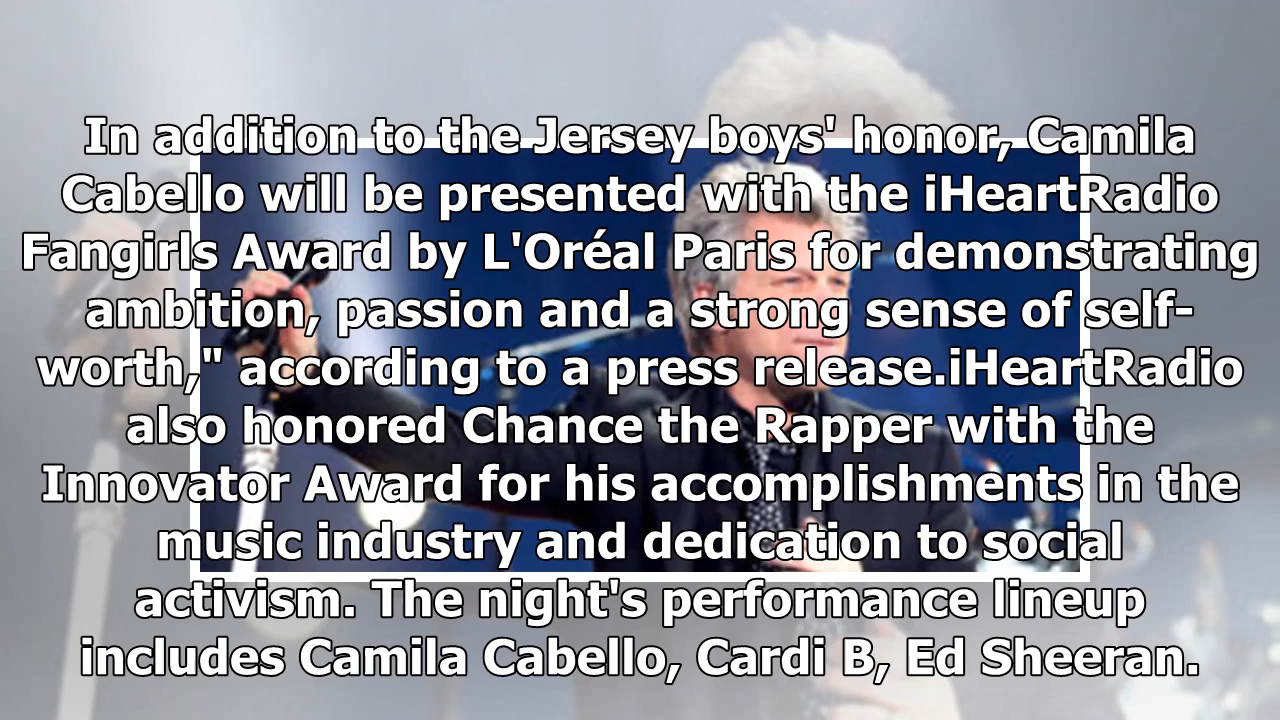 In addition to the Jersey boys' honor, Camila
Cabello will be presented with the iHeartRadio
Fangirls Award by L'Oréal Paris for demonstrating
ambition, passion and a strong sense of self-
worth," according to a press release.iHeartRadio
also honored Chance the Rapper with the
Innovator Award for his accomplishments in the
music industry and dedication to social
activism. The night's performance lineup
includes Camila Cabello, Cardi B, Ed Sheeran.